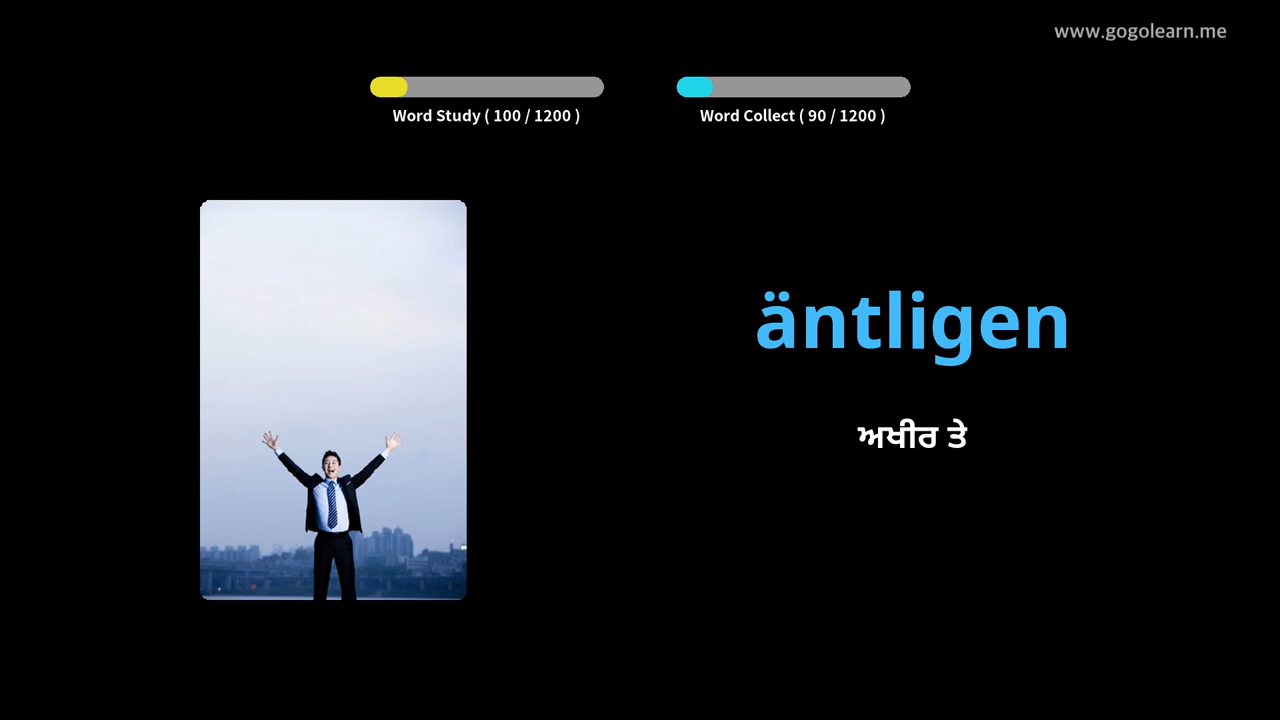 www.gogolearn.me
Word Study ( 100 / 1200 )
Word Collect ( 90 / 1200 )
äntligen
ਅਖੀਰ ਤੇ